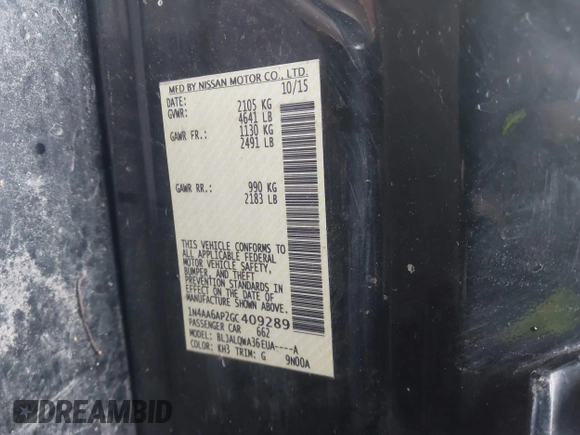 MFD BY NISSAN MOTOR CO., LTD.
DATE: 10/15
GVWR: 2105 KG
4641 LB
GAWR FR.: 1130 KG
2491 LB
GAWR RR.: 990 KG
2183 LB
THIS VEHICLE CONFORMS TO
ALL APPLICABLE FEDERAL
MOTOR VEHICLE SAFETY,
BUMPER, AND THEFT
PREVENTION STANDARDS IN
EFFECT ON THE DATE OF
MANUFACTURE SHOWN ABOVE.
1N4AA6AP2GC409289
PASSENGER CAR 662
MODEL: BLJALQWA36EUA----A
COLOR: KH3 TRIM: G 9N00A
DREAMBID